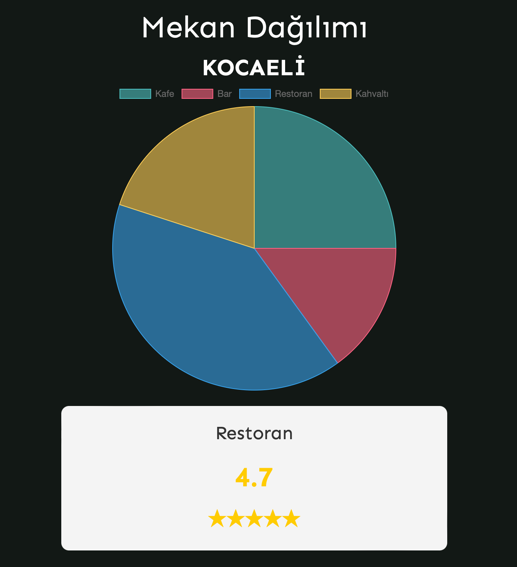 Mekan Dağılımı
KOCAELİ
Kafe Bar Restoran Kahvaltı
Restoran
4.7
★★★★★